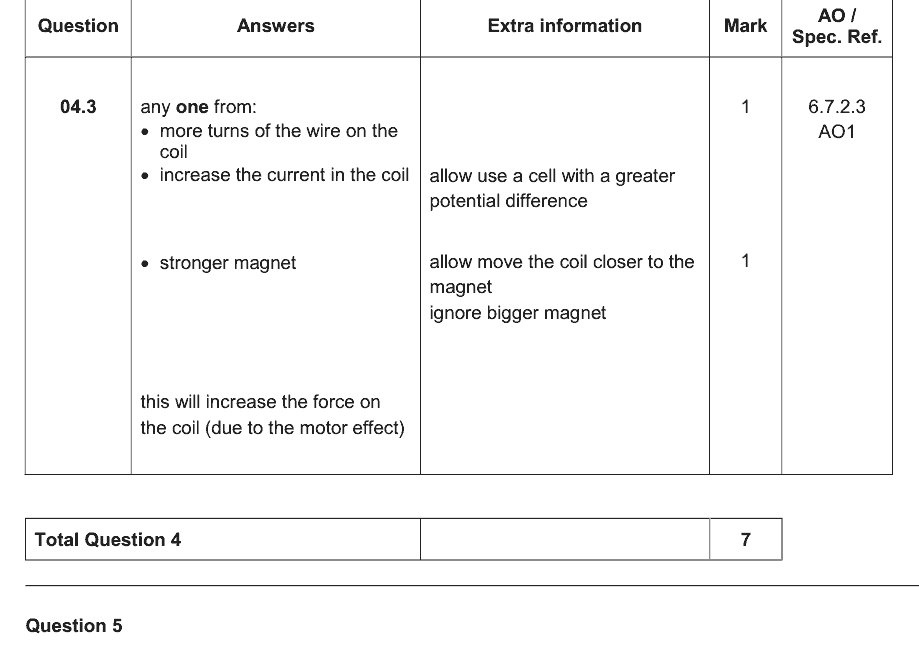 Question Answers Extra information Mark AO /
Spec. Ref.
04.3 any one from: 1 6.7.2.3
• more turns of the wire on the AO1
coil
• increase the current in the coil allow use a cell with a greater
potential difference
• stronger magnet allow move the coil closer to the 1
magnet
ignore bigger magnet
this will increase the force on
the coil (due to the motor effect)
Total Question 4 7
Question 5